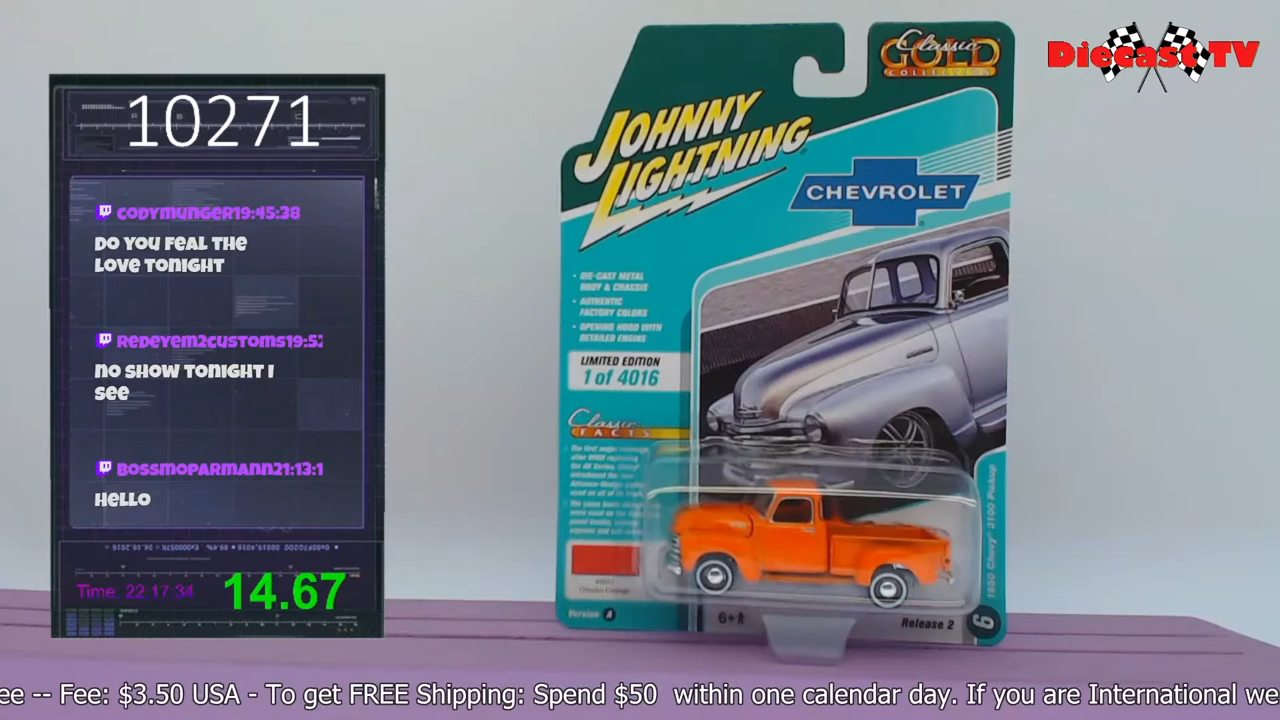 10271
codymunger19:45:38
Do you feal the
love tonight
Redeyem2customs19:52
no show tonight I
see
Bossmoparmann21:13:1
Hello
Time: 22:17:34
14.67
Classic
GOLD
COLLECTION
JOHNNY
LIGHTNING
CHEVROLET
• DIE-CAST METAL
BODY & CHASSIS
• AUTHENTIC
FACTORY COLORS
• OPENING HOOD WITH
DETAILED ENGINE
LIMITED EDITION
1 of 4016
Classic
FACTS
Version A
6+
Release 2
6
1950 Chevy 3100 Pickup
Diecast TV
ee -- Fee: $3.50 USA - To get FREE Shipping: Spend $50 within one calendar day. If you are International we